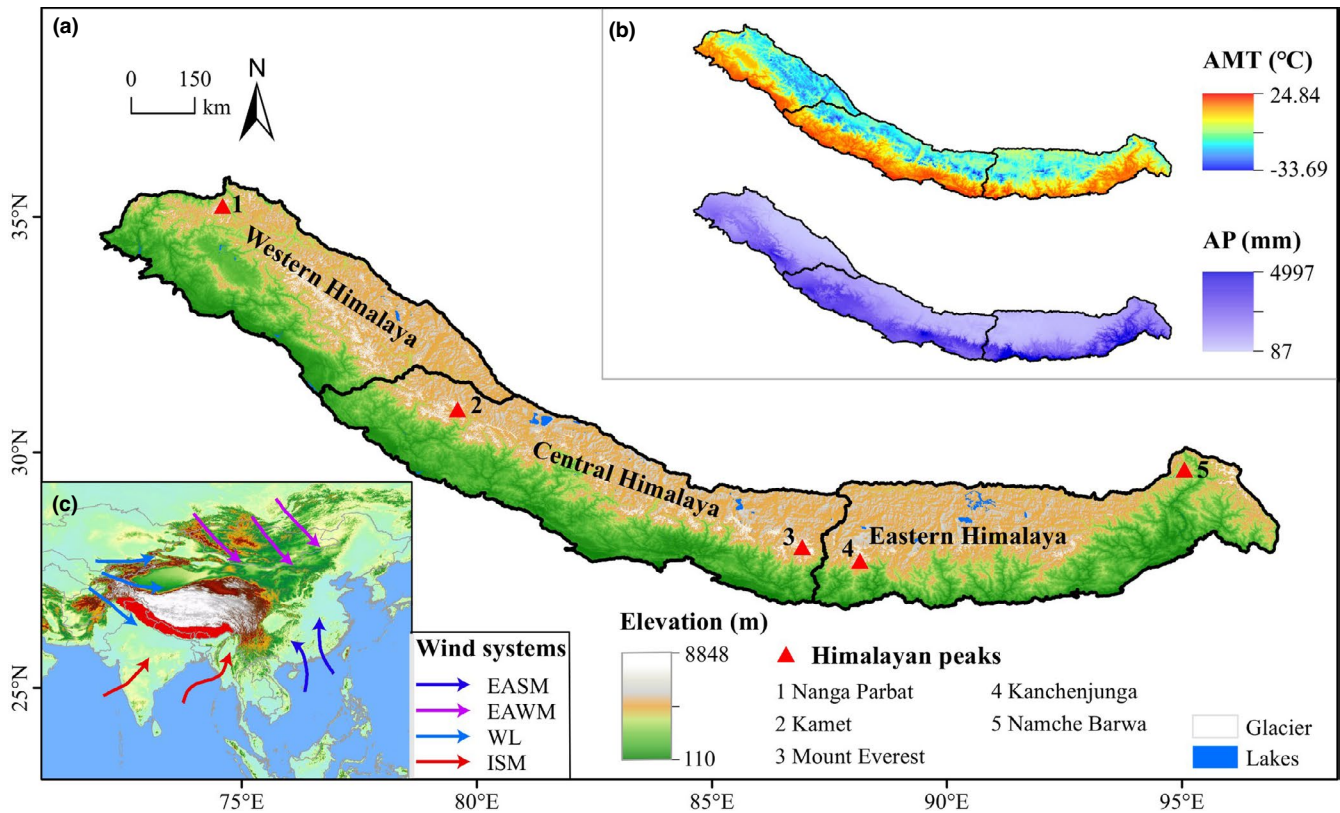 (a)
N
0 150
km
1
Western Himalaya
2
Central Himalaya
3
4
Eastern Himalaya
5
35°N
30°N
25°N
75°E
80°E
85°E
90°E
95°E
(b)
AMT (°C)
24.84
-33.69
AP (mm)
4997
87
(c)
Wind systems
EASM
EAWM
WL
ISM
Elevation (m)
8848
110
Himalayan peaks
1 Nanga Parbat
2 Kamet
3 Mount Everest
4 Kanchenjunga
5 Namche Barwa
Glacier
Lakes